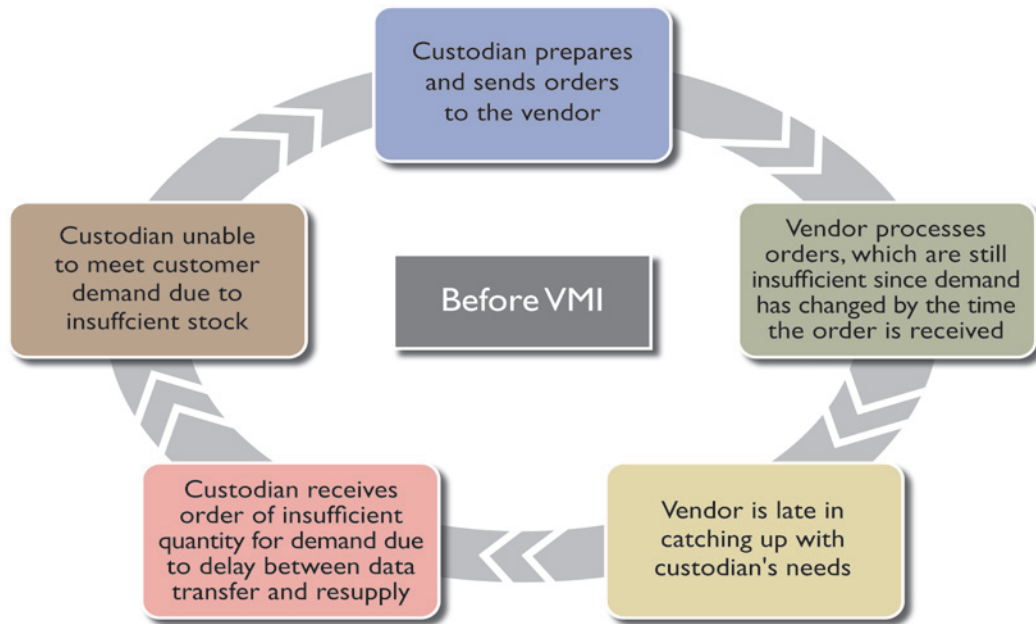 Custodian prepares
and sends orders
to the vendor
Vendor processes
orders, which are still
insufficient since demand
has changed by the time
the order is received
Vendor is late in
catching up with
custodian's needs
Custodian receives
order of insufficient
quantity for demand due
to delay between data
transfer and resupply
Custodian unable
to meet customer
demand due to
insuffcient stock
Before VMI